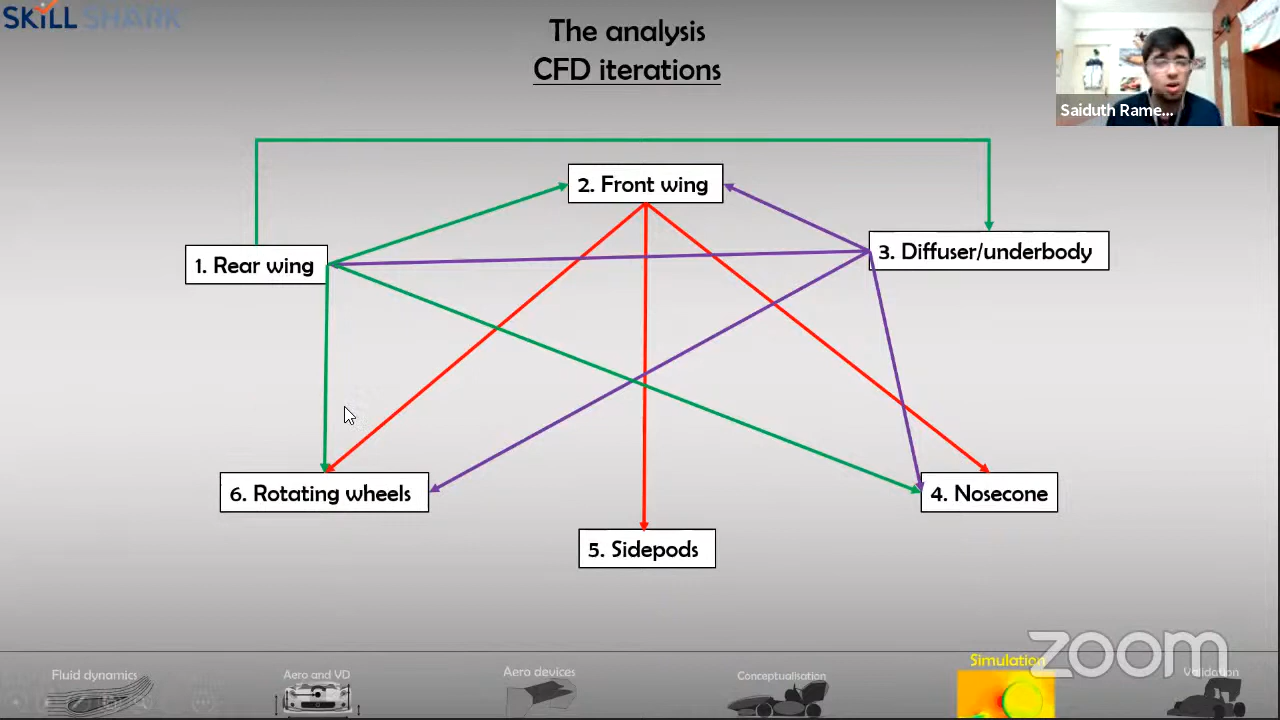 SKiLL SHARK
The analysis
CFD iterations
Saiduth Rame...
2. Front wing
1. Rear wing
3. Diffuser/underbody
6. Rotating wheels
4. Nosecone
5. Sidepods
zoom
Fluid dynamics
Aero and VD
Aero devices
Conceptualisation
Simulation
Validation